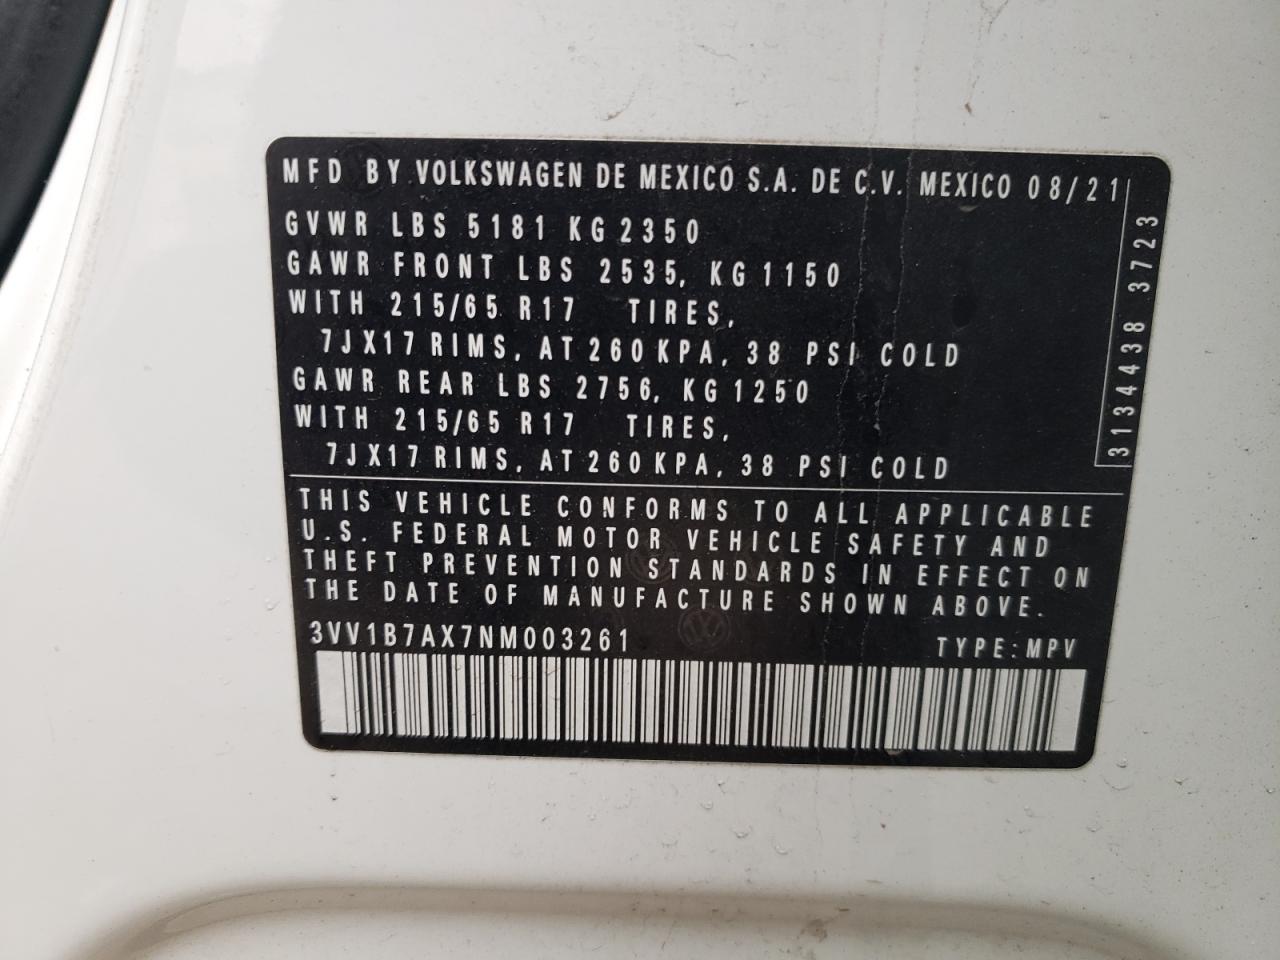 MFD BY VOLKSWAGEN DE MEXICO S.A. DE C.V. MEXICO 08/21
GVWR LBS 5181 KG 2350
GAWR FRONT LBS 2535, KG 1150
WITH 215/65 R17 TIRES,
7JX17 RIMS, AT 260 KPA, 38 PSI COLD
GAWR REAR LBS 2756, KG 1250
WITH 215/65 R17 TIRES,
7JX17 RIMS, AT 260 KPA, 38 PSI COLD
3134438 3723
THIS VEHICLE CONFORMS TO ALL APPLICABLE
U.S. FEDERAL MOTOR VEHICLE SAFETY AND
THEFT PREVENTION STANDARDS IN EFFECT ON
THE DATE OF MANUFACTURE SHOWN ABOVE.
3VV1B7AX7NM003261 TYPE: MPV